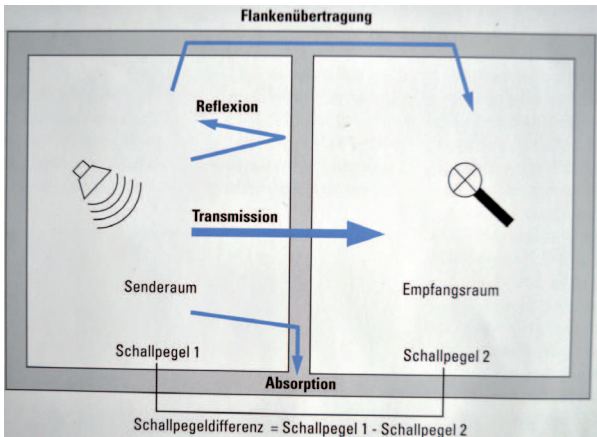 Flankenübertragung
Reflexion
Transmission
Senderaum
Empfangsraum
Schallpegel 1
Schallpegel 2
Absorption
Schallpegeldifferenz = Schallpegel 1 - Schallpegel 2